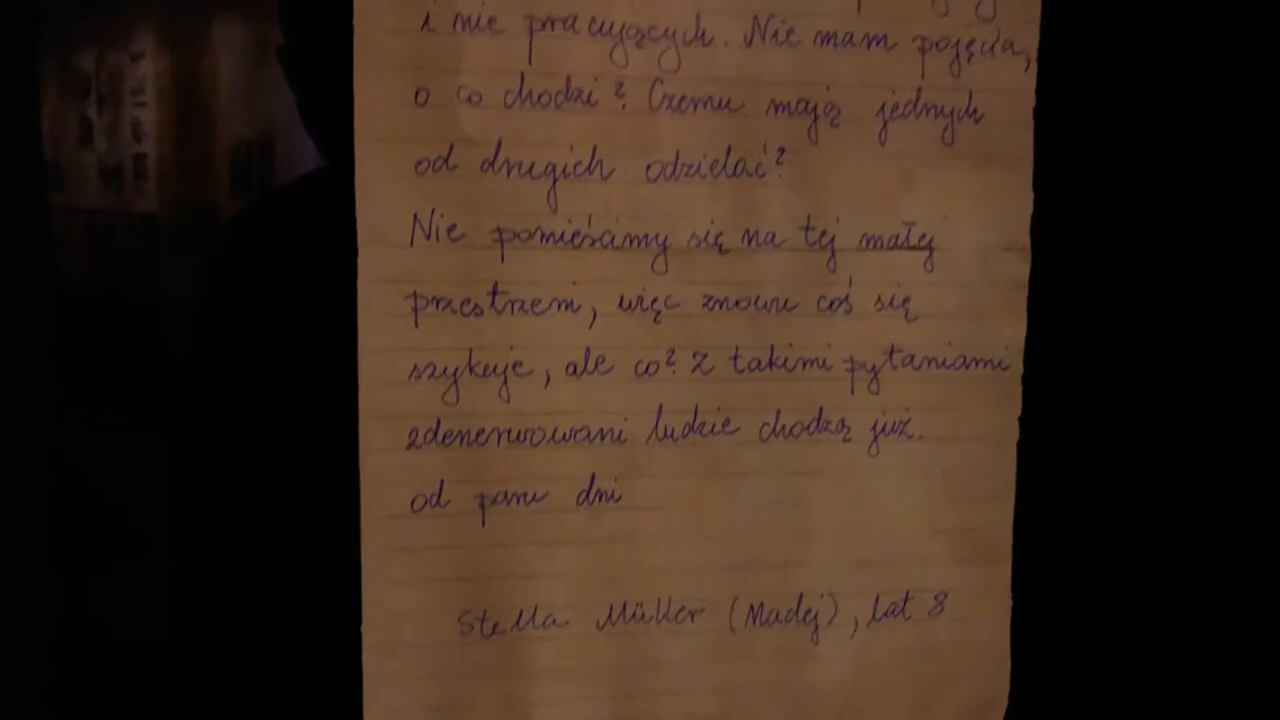 i nie pracujących. Nie mam pojęcia,
o co chodzi? Czemu mają jednych
od drugich odzielać?
Nie pomieścimy się na tej małej
przestrzeni, więc znowu coś się
szykuje, ale co? Z takimi pytaniami
zdenerwowani ludzie chodzą już.
od paru dni
Stella Müller (Madej), lat 8